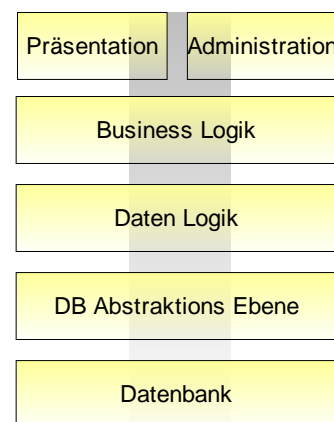 Präsentation Administration
Business Logik
Daten Logik
DB Abstraktions Ebene
Datenbank